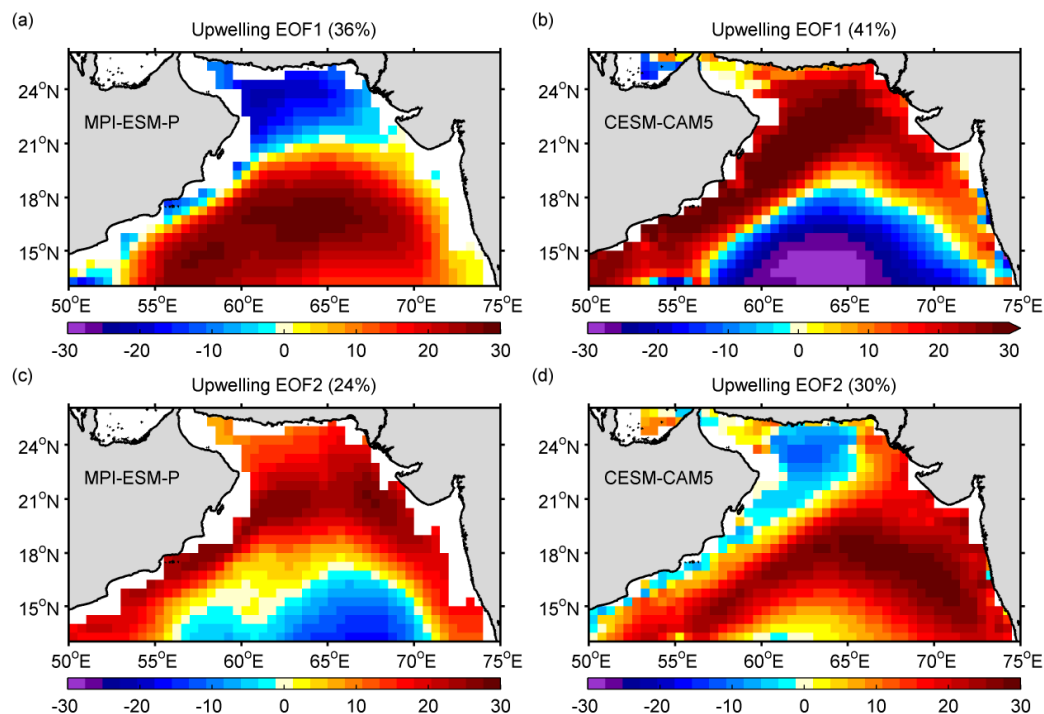 (a)
Upwelling EOF1 (36%)
24°N
21°N
18°N
15°N
MPI-ESM-P
50°E 55°E 60°E 65°E 70°E 75°E
-30 -20 -10 0 10 20 30
(b)
Upwelling EOF1 (41%)
24°N
21°N
18°N
15°N
CESM-CAM5
50°E 55°E 60°E 65°E 70°E 75°E
-30 -20 -10 0 10 20 30
(c)
Upwelling EOF2 (24%)
24°N
21°N
18°N
15°N
MPI-ESM-P
50°E 55°E 60°E 65°E 70°E 75°E
-30 -20 -10 0 10 20 30
(d)
Upwelling EOF2 (30%)
24°N
21°N
18°N
15°N
CESM-CAM5
50°E 55°E 60°E 65°E 70°E 75°E
-30 -20 -10 0 10 20 30